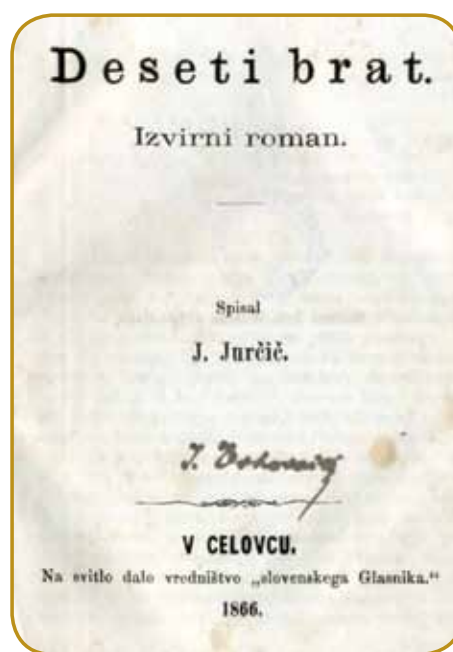 Deseti brat.
Izvirni roman.
Spisal
J. Jurčič.
V CELOVCU.
Na svitlo dalo vredništvo „slovenskega Glasnika.“
1866.